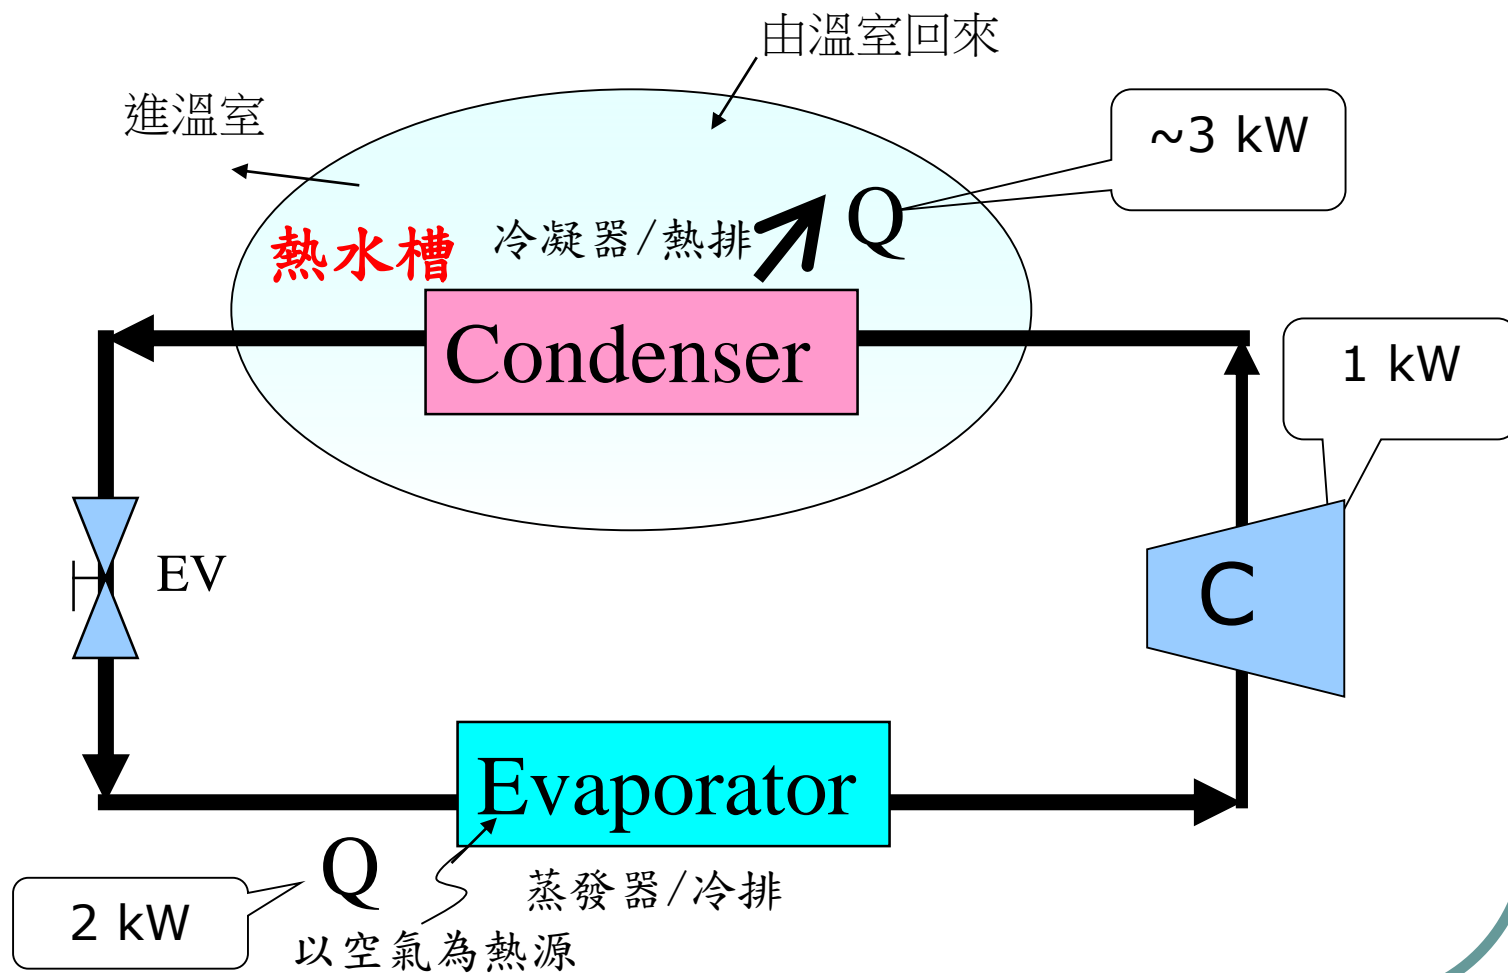 由溫室回來
進溫室
~3 kW
Q
熱水槽
冷凝器/熱排
Condenser
1 kW
EV
C
Evaporator
Q
蒸發器/冷排
2 kW
以空氣為熱源